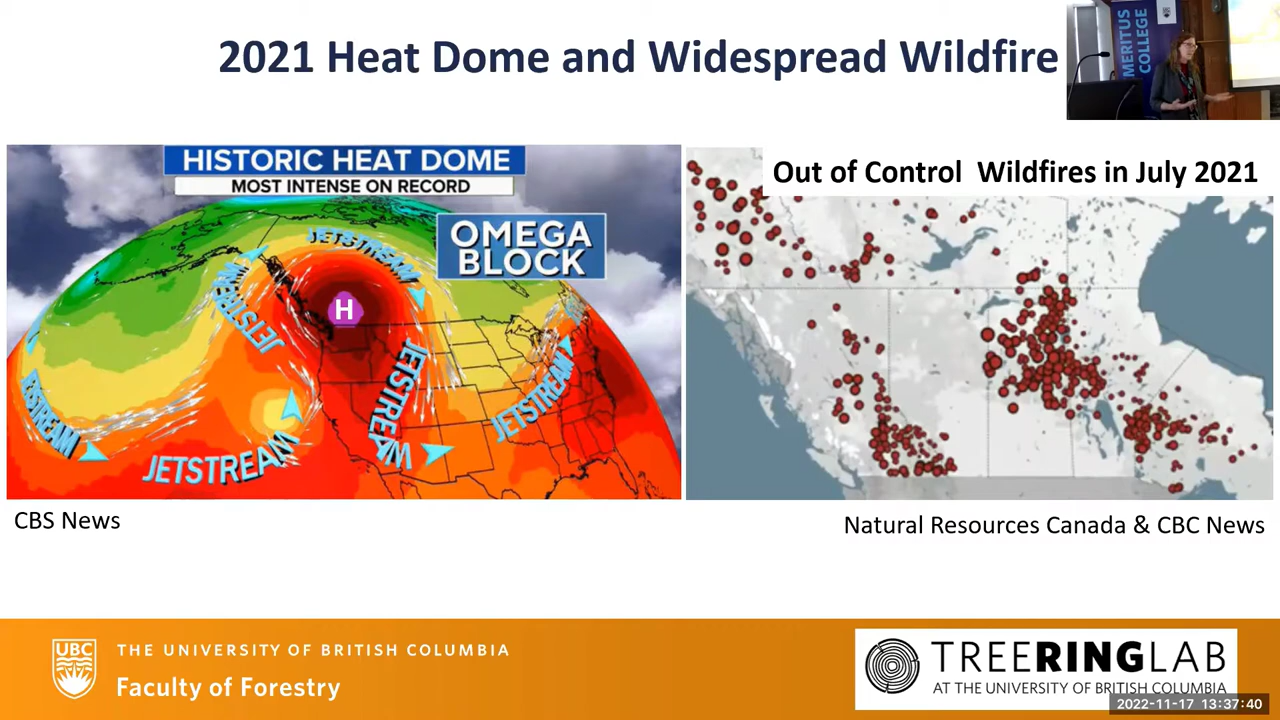 2021 Heat Dome and Widespread Wildfire
MERITUS
COLLEGE
HISTORIC HEAT DOME
MOST INTENSE ON RECORD
OMEGA
BLOCK
JETSTREAM
JETSTREAM
H
JETSTREAM
JETSTREAM
JETSTREAM
JETSTREAM
Out of Control Wildfires in July 2021
CBS News
Natural Resources Canada & CBC News
UBC
THE UNIVERSITY OF BRITISH COLUMBIA
Faculty of Forestry
TREERINGLAB
AT THE UNIVERSITY OF BRITISH COLUMBIA
2022-11-17 13:37:40